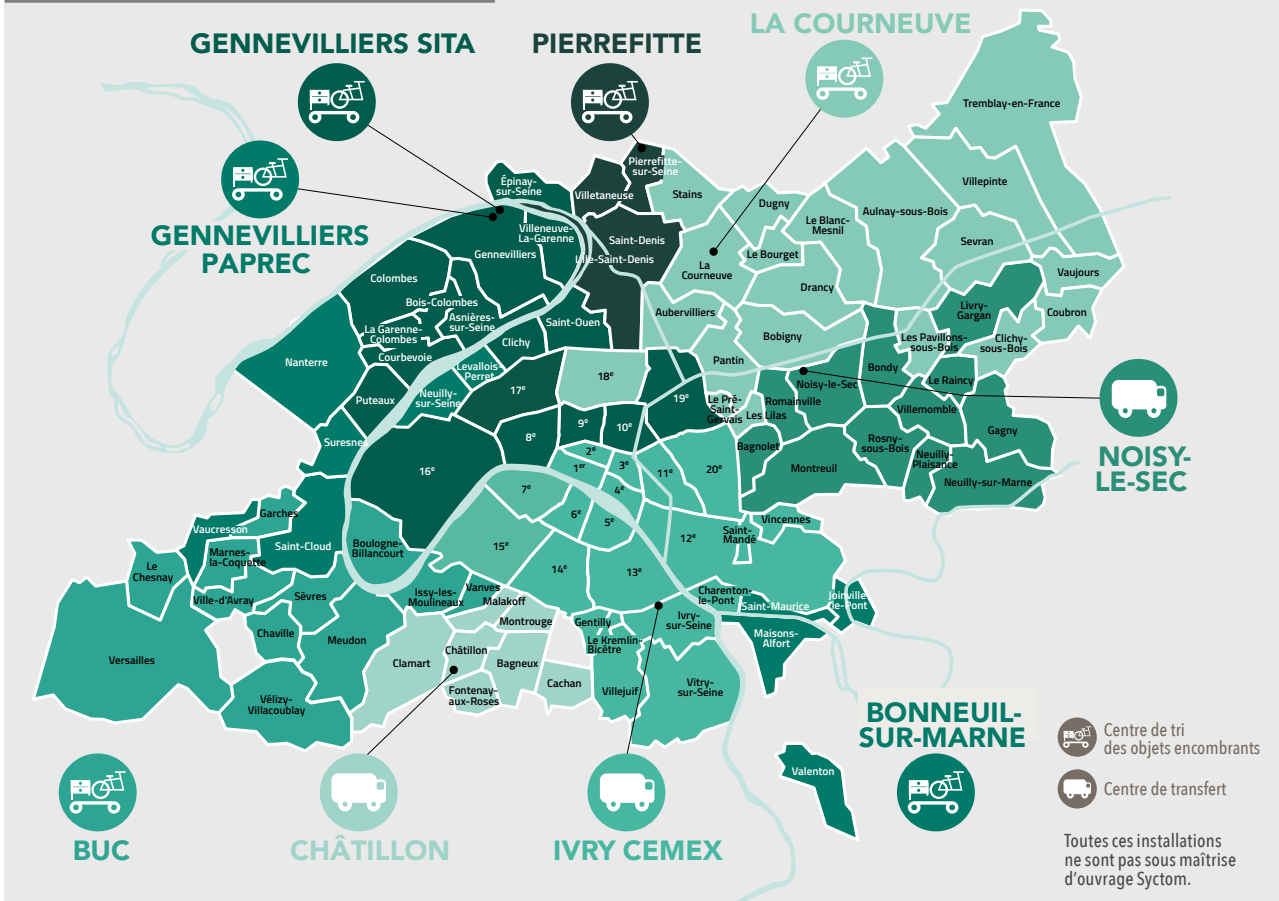 LA COURNEUVE
GENNEVILLIERS SITA
PIERREFITTE
GENNEVILLIERS
PAPREC
Tremblay-en-France
Pierrefitte-
sur-Seine
Épinay-
sur-Seine
Villetaneuse
Stains
Dugny
Villepinte
Aulnay-sous-Bois
Le Blanc-
Mesnil
Villeneuve-
La-Garenne
Gennevilliers
Saint-Denis
L'Ile-Saint-Denis
Sevran
Le Bourget
La
Courneuve
Vaujours
Colombes
Drancy
Bois-Colombes
Livry-
Gargan
Coubron
Aubervilliers
Asnières-
sur-Seine
Saint-Ouen
La Garenne-
Colombes
Bobigny
Les Pavillons-
sous-Bois
Clichy-
sous-Bois
Clichy
Courbevoie
Nanterre
Levallois-
Perret
Pantin
Bondy
18e
Le Raincy
Noisy-le-Sec
Puteaux
Neuilly-
sur-Seine
17e
19e
Le Pré-
Saint-
Gervais
Romainville
Les Lilas
Villemomble
9e
10e
8e
Suresnes
Gagny
Bagnolet
Rosny-
sous-Bois
Neuilly-
Plaisance
NOISY-
LE-SEC
2e
1er
3e
16e
11e
20e
Montreuil
Neuilly-sur-Marne
7e
4e
6e
5e
Garches
Vaucresson
Vincennes
Saint-
Mandé
12e
Saint-Cloud
Boulogne-
Billancourt
15e
Marnes-
la-Coquette
Le
Chesnay
14e
13e
Ville-d'Avray
Sèvres
Issy-les-
Moulineaux
Vanves
Malakoff
Charenton-
le-Pont
Saint-Maurice
Joinville
-le-Pont
Montrouge
Gentilly
Ivry-
sur-Seine
Chaville
Meudon
Le Kremlin-
Bicêtre
Maisons-
Alfort
Versailles
Clamart
Châtillon
Bagneux
Cachan
Villejuif
Vitry-
sur-Seine
Fontenay-
aux-Roses
Vélizy-
Villacoublay
BONNEUIL-
SUR-MARNE
Valenton
BUC
CHÂTILLON
IVRY CEMEX
Centre de tri
des objets encombrants
Centre de transfert
Toutes ces installations
ne sont pas sous maîtrise
d'ouvrage Syctom.